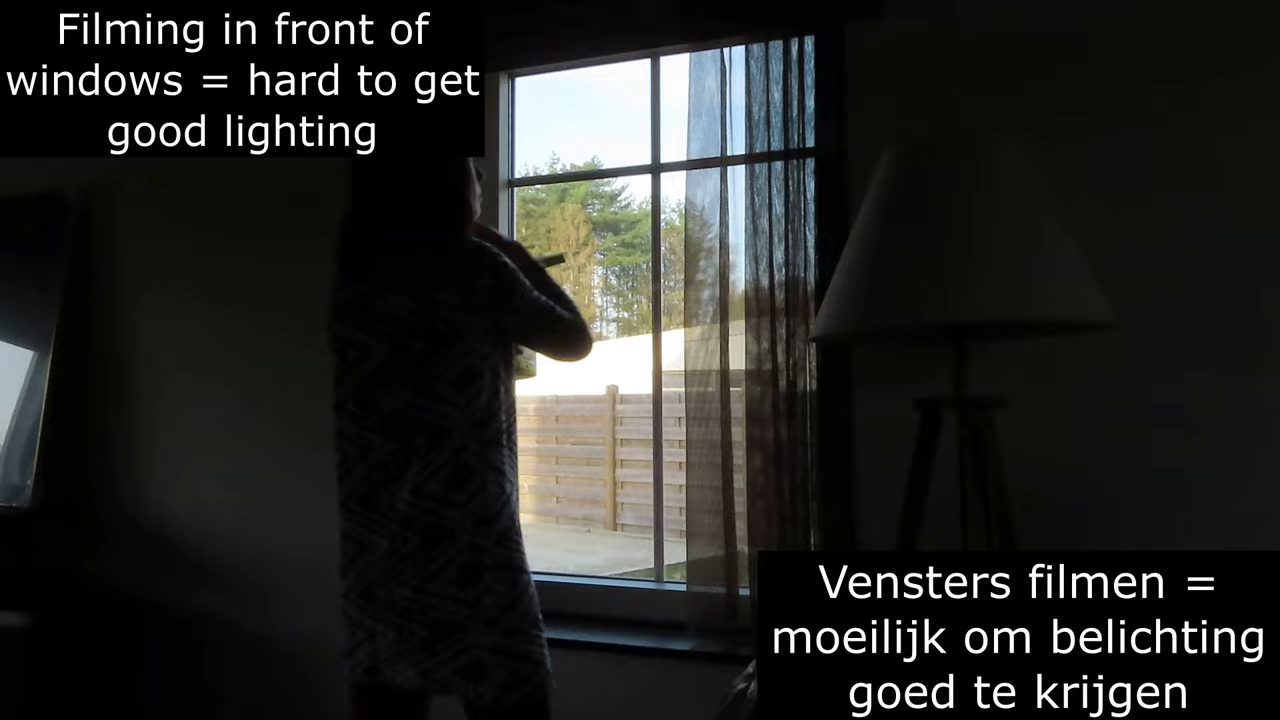 Filming in front of
windows = hard to get
good lighting
Vensters filmen =
moeilijk om belichting
goed te krijgen